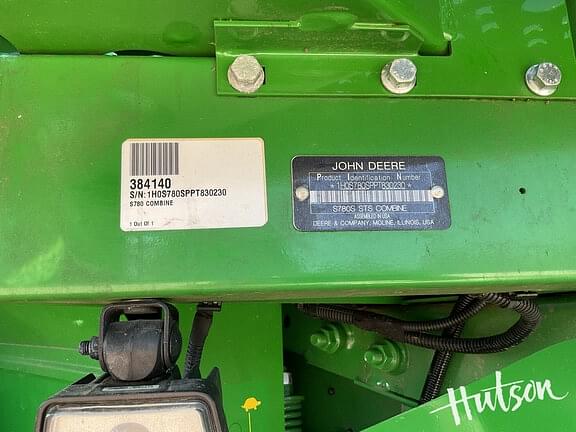 384140
S/N: 1H0S780SPPT830230
S780 COMBINE
1 Out Of 1
JOHN DEERE
Product Identification Number
*1H0S780SPPT830230*
S780S STS COMBINE
ASSEMBLED IN USA
DEERE & COMPANY, MOLINE, ILLINOIS, USA
Hutson